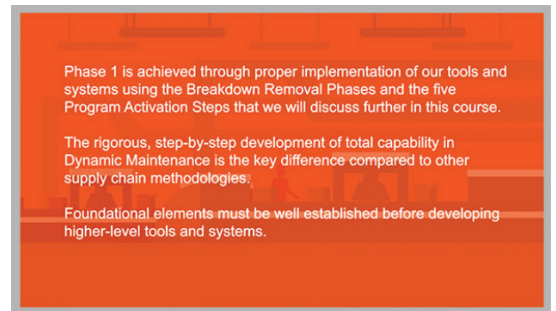 Phase 1 is achieved through proper implementation of our tools and
systems using the Breakdown Removal Phases and the five
Program Activation Steps that we will discuss further in this course.
The rigorous, step-by-step development of total capability in
Dynamic Maintenance is the key difference compared to other
supply chain methodologies.
Foundational elements must be well established before developing
higher-level tools and systems.